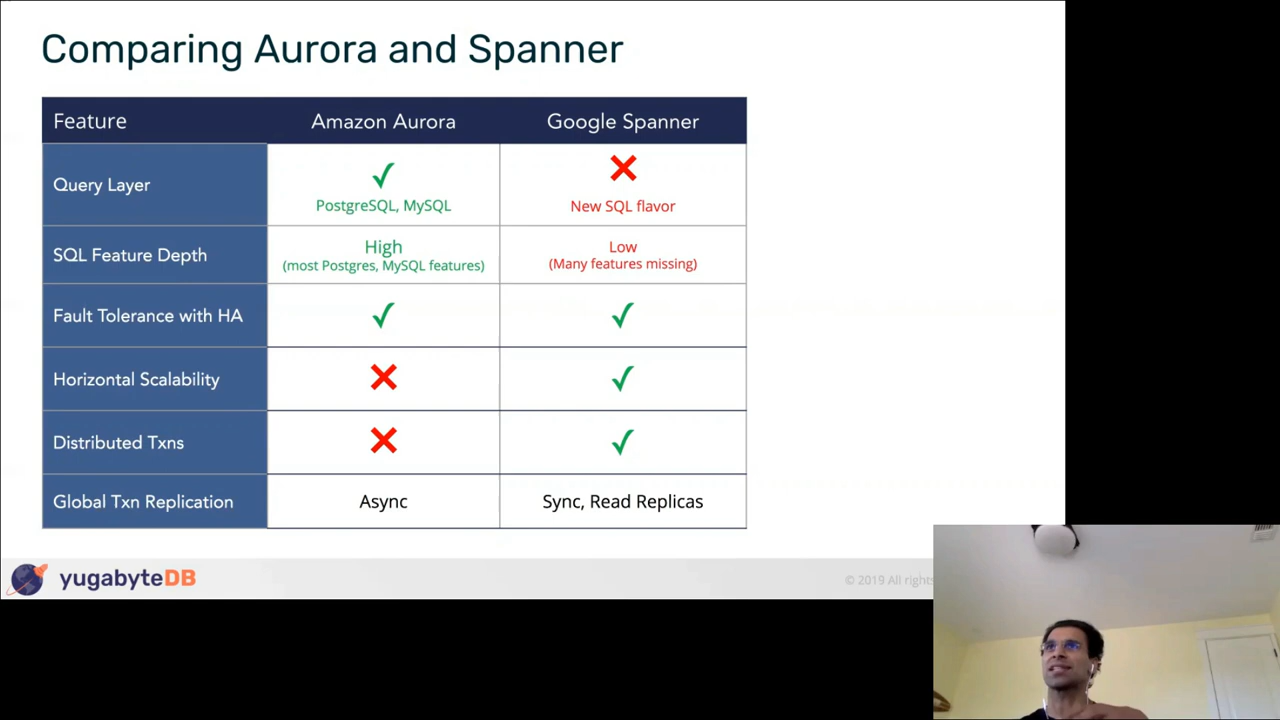 Comparing Aurora and Spanner
Feature
Amazon Aurora
Google Spanner
Query Layer
PostgreSQL, MySQL
New SQL flavor
SQL Feature Depth
High
(most Postgres, MySQL features)
Low
(Many features missing)
Fault Tolerance with HA
Horizontal Scalability
Distributed Txns
Global Txn Replication
Async
Sync, Read Replicas
yugabyteDB
© 2019 All rights